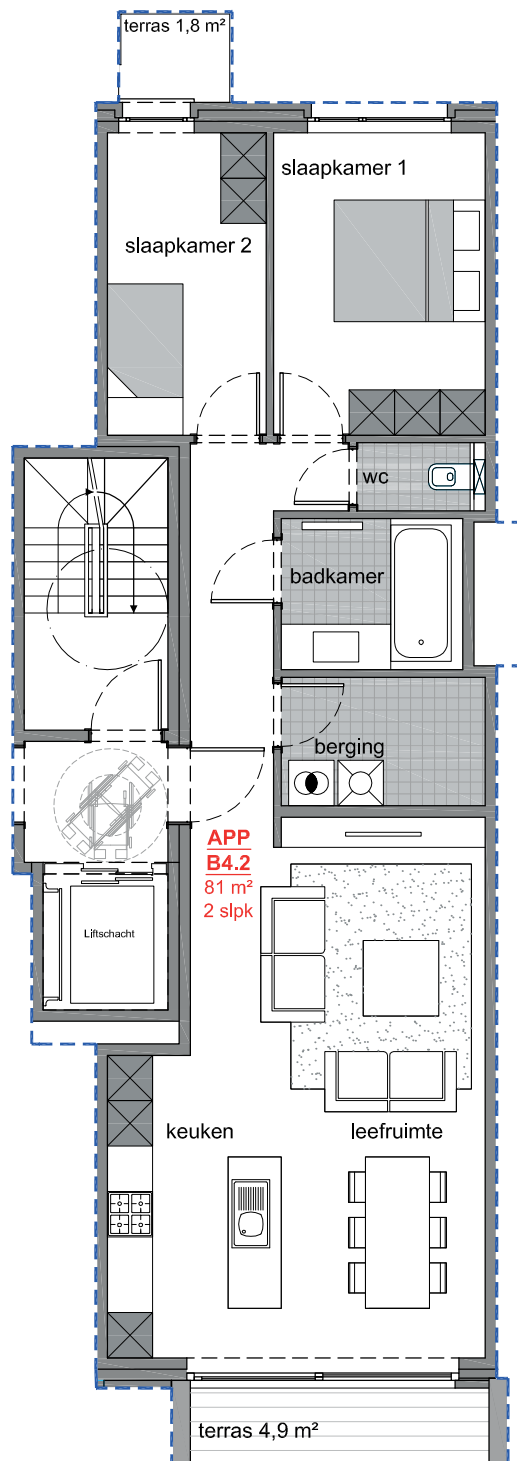 terras 1,8 m²
slaapkamer 1
slaapkamer 2
wc
badkamer
berging
APP
B4.2
81 m²
2 slpk
Liftschacht
keuken
leefruimte
terras 4,9 m²